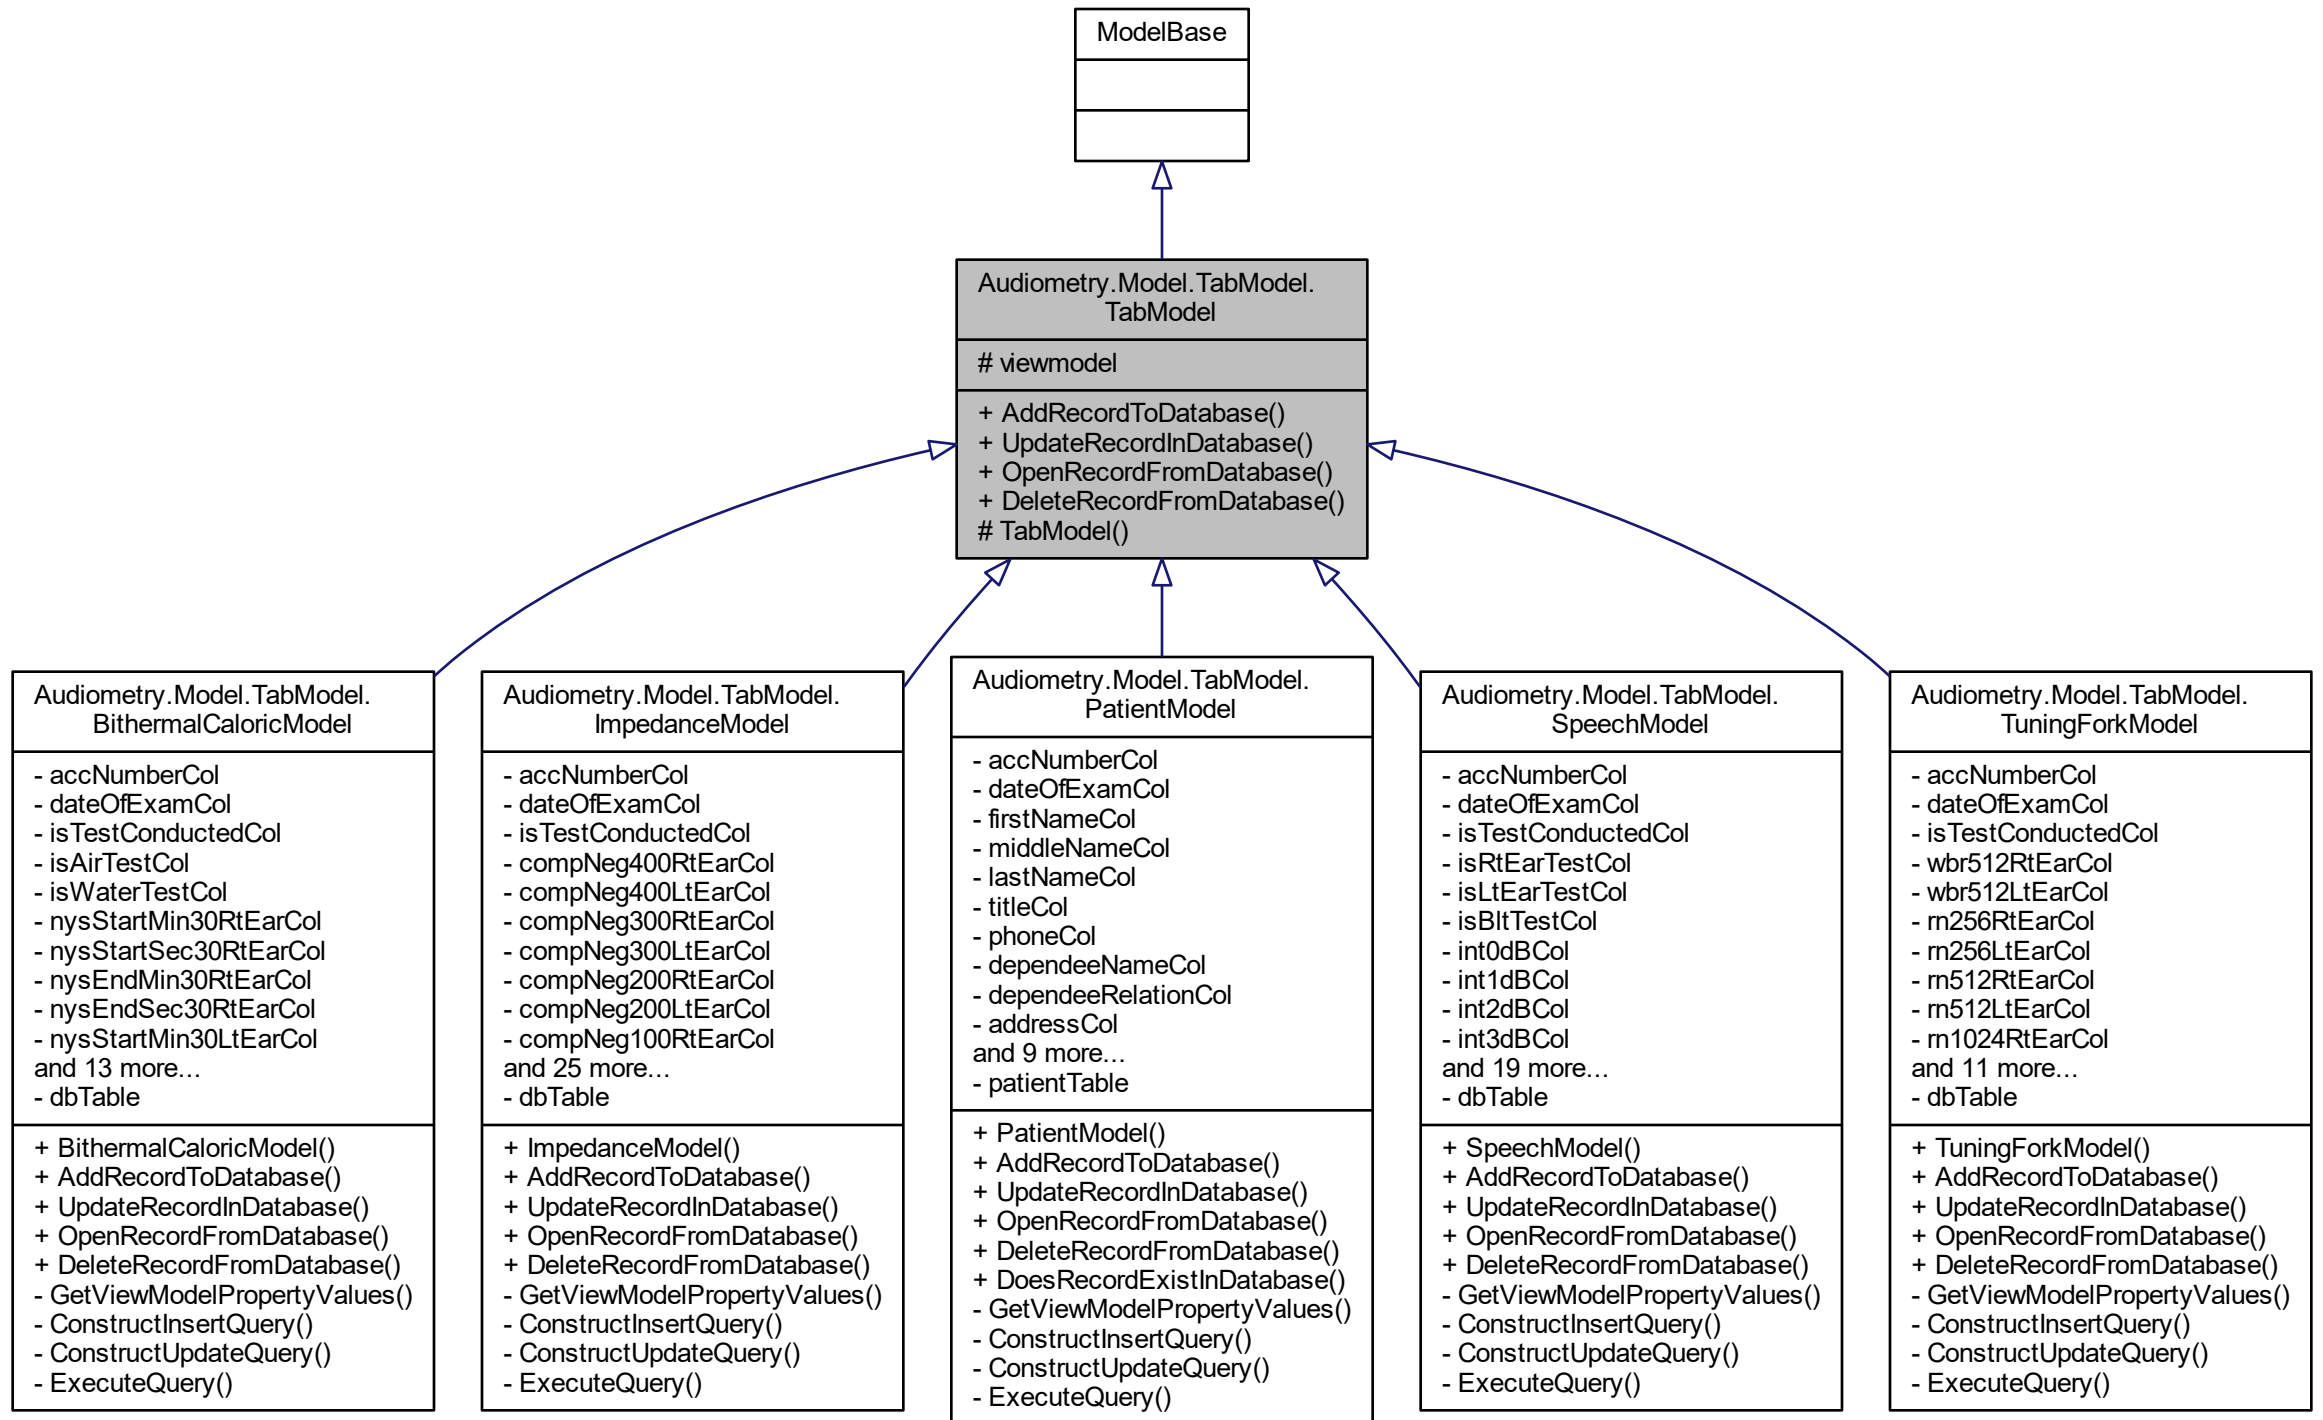 ModelBase
Audiometry.Model.TabModel.
TabModel
# viewmodel
+ AddRecordToDatabase()
+ UpdateRecordInDatabase()
+ OpenRecordFromDatabase()
+ DeleteRecordFromDatabase()
# TabModel()
Audiometry.Model.TabModel.
BithermalCaloricModel
- accNumberCol
- dateOfExamCol
- isTestConductedCol
- isAirTestCol
- isWaterTestCol
- nysStartMin30RtEarCol
- nysStartSec30RtEarCol
- nysEndMin30RtEarCol
- nysEndSec30RtEarCol
- nysStartMin30LtEarCol
and 13 more...
- dbTable
+ BithermalCaloricModel()
+ AddRecordToDatabase()
+ UpdateRecordInDatabase()
+ OpenRecordFromDatabase()
+ DeleteRecordFromDatabase()
- GetViewModelPropertyValues()
- ConstructInsertQuery()
- ConstructUpdateQuery()
- ExecuteQuery()
Audiometry.Model.TabModel.
ImpedanceModel
- accNumberCol
- dateOfExamCol
- isTestConductedCol
- compNeg400RtEarCol
- compNeg400LtEarCol
- compNeg300RtEarCol
- compNeg300LtEarCol
- compNeg200RtEarCol
- compNeg200LtEarCol
- compNeg100RtEarCol
and 25 more...
- dbTable
+ ImpedanceModel()
+ AddRecordToDatabase()
+ UpdateRecordInDatabase()
+ OpenRecordFromDatabase()
+ DeleteRecordFromDatabase()
- GetViewModelPropertyValues()
- ConstructInsertQuery()
- ConstructUpdateQuery()
- ExecuteQuery()
Audiometry.Model.TabModel.
PatientModel
- accNumberCol
- dateOfExamCol
- firstNameCol
- middleNameCol
- lastNameCol
- titleCol
- phoneCol
- dependeeNameCol
- dependeeRelationCol
- addressCol
and 9 more...
- patientTable
+ PatientModel()
+ AddRecordToDatabase()
+ UpdateRecordInDatabase()
+ OpenRecordFromDatabase()
+ DeleteRecordFromDatabase()
+ DoesRecordExistInDatabase()
- GetViewModelPropertyValues()
- ConstructInsertQuery()
- ConstructUpdateQuery()
- ExecuteQuery()
Audiometry.Model.TabModel.
SpeechModel
- accNumberCol
- dateOfExamCol
- isTestConductedCol
- isRtEarTestCol
- isLtEarTestCol
- isBltTestCol
- int0dBCol
- int1dBCol
- int2dBCol
- int3dBCol
and 19 more...
- dbTable
+ SpeechModel()
+ AddRecordToDatabase()
+ UpdateRecordInDatabase()
+ OpenRecordFromDatabase()
+ DeleteRecordFromDatabase()
- GetViewModelPropertyValues()
- ConstructInsertQuery()
- ConstructUpdateQuery()
- ExecuteQuery()
Audiometry.Model.TabModel.
TuningForkModel
- accNumberCol
- dateOfExamCol
- isTestConductedCol
- wbr512RtEarCol
- wbr512LtEarCol
- rn256RtEarCol
- rn256LtEarCol
- rn512RtEarCol
- rn512LtEarCol
- rn1024RtEarCol
and 11 more...
- dbTable
+ TuningForkModel()
+ AddRecordToDatabase()
+ UpdateRecordInDatabase()
+ OpenRecordFromDatabase()
+ DeleteRecordFromDatabase()
- GetViewModelPropertyValues()
- ConstructInsertQuery()
- ConstructUpdateQuery()
- ExecuteQuery()